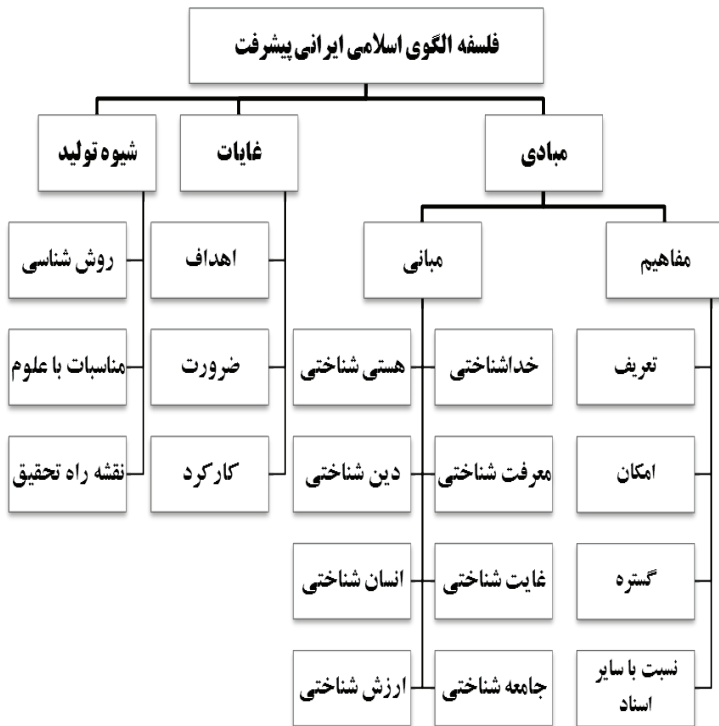 فلسفه الگوی اسلامی ایرانی پیشرفت
مبادی
غایات
شیوه تولید
مفاهیم
مبانی
اهداف
روش شناسی
تعریف
خداشناختی
هستی شناختی
ضرورت
مناسبات با علوم
امکان
معرفت شناختی
دین شناختی
کارکرد
نقشه راه تحقیق
گستره
غایت شناختی
انسان شناختی
نسبت با سایر
اسناد
جامعه شناختی
ارزش شناختی